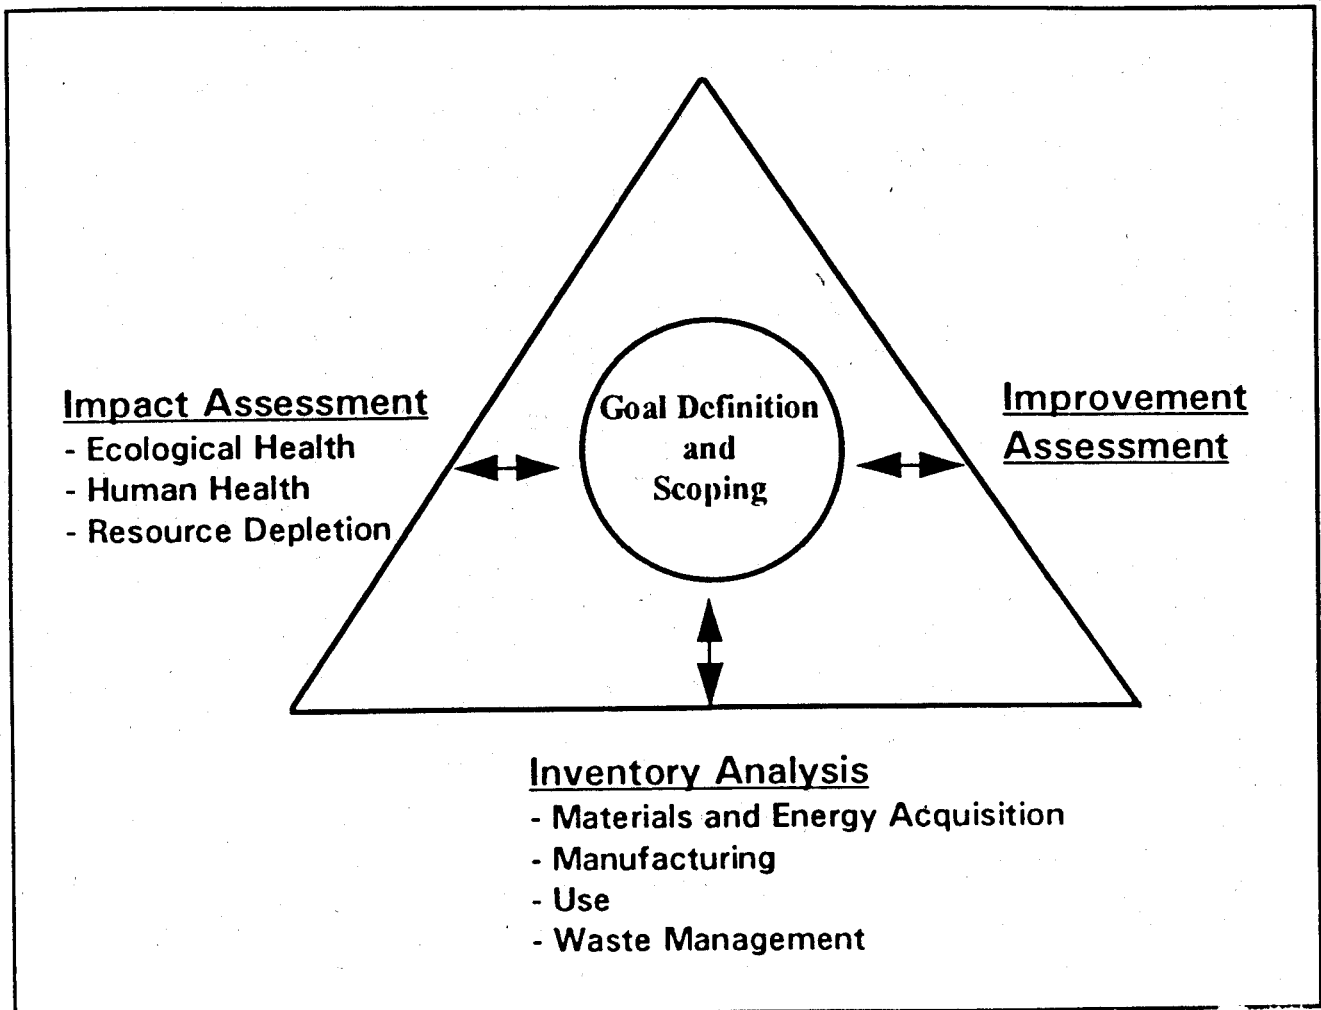 Impact Assessment
- Ecological Health
- Human Health
- Resource Depletion
Goal Definition
and
Scoping
Improvement
Assessment
Inventory Analysis
- Materials and Energy Acquisition
- Manufacturing
- Use
- Waste Management